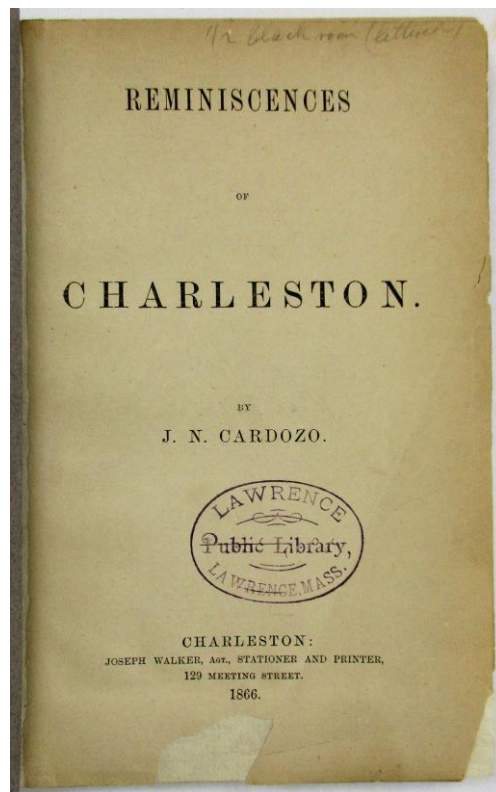 REMINISCENCES
OF
CHARLESTON.
BY
J. N. CARDOZO.
LAWRENCE
Public Library,
LAWRENCE, MASS.
CHARLESTON:
JOSEPH WALKER, AGT., STATIONER AND PRINTER,
129 MEETING STREET.
1866.